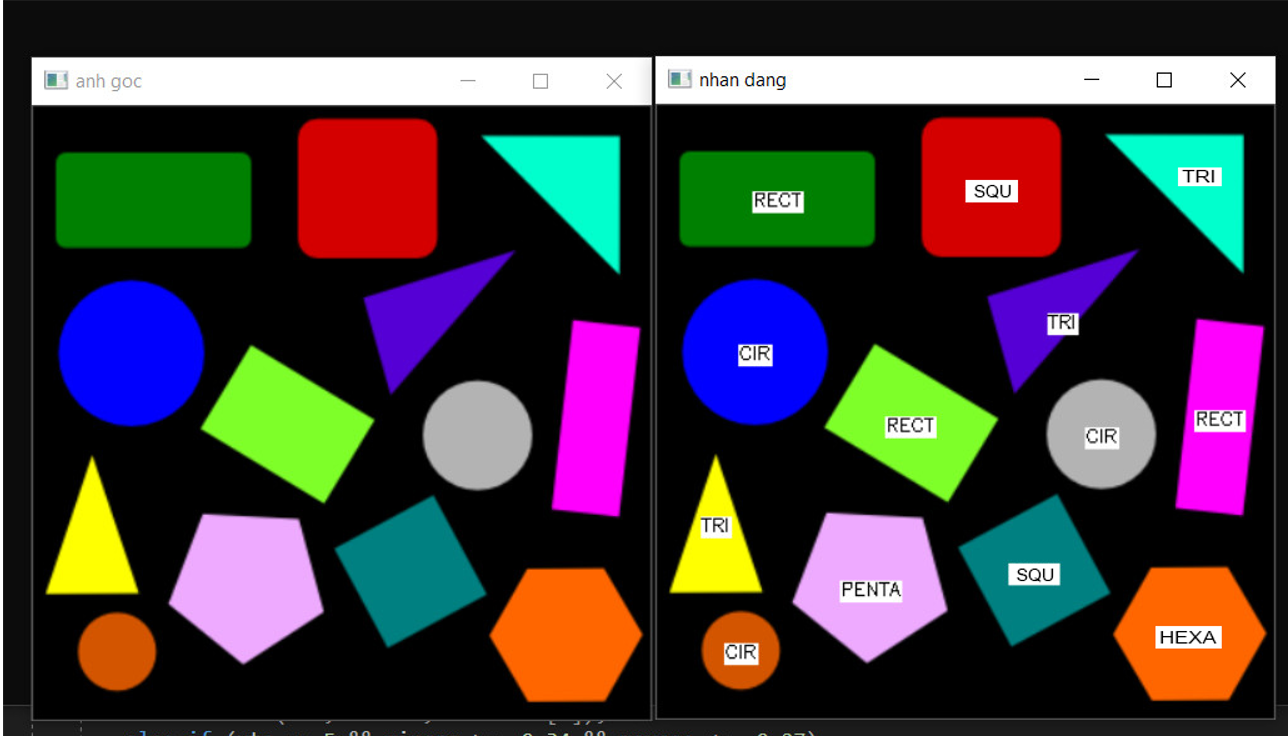 anh goc
nhan dang
RECT
SQU
TRI
CIR
TRI
RECT
CIR
RECT
TRI
PENTA
SQU
HEXA
CIR